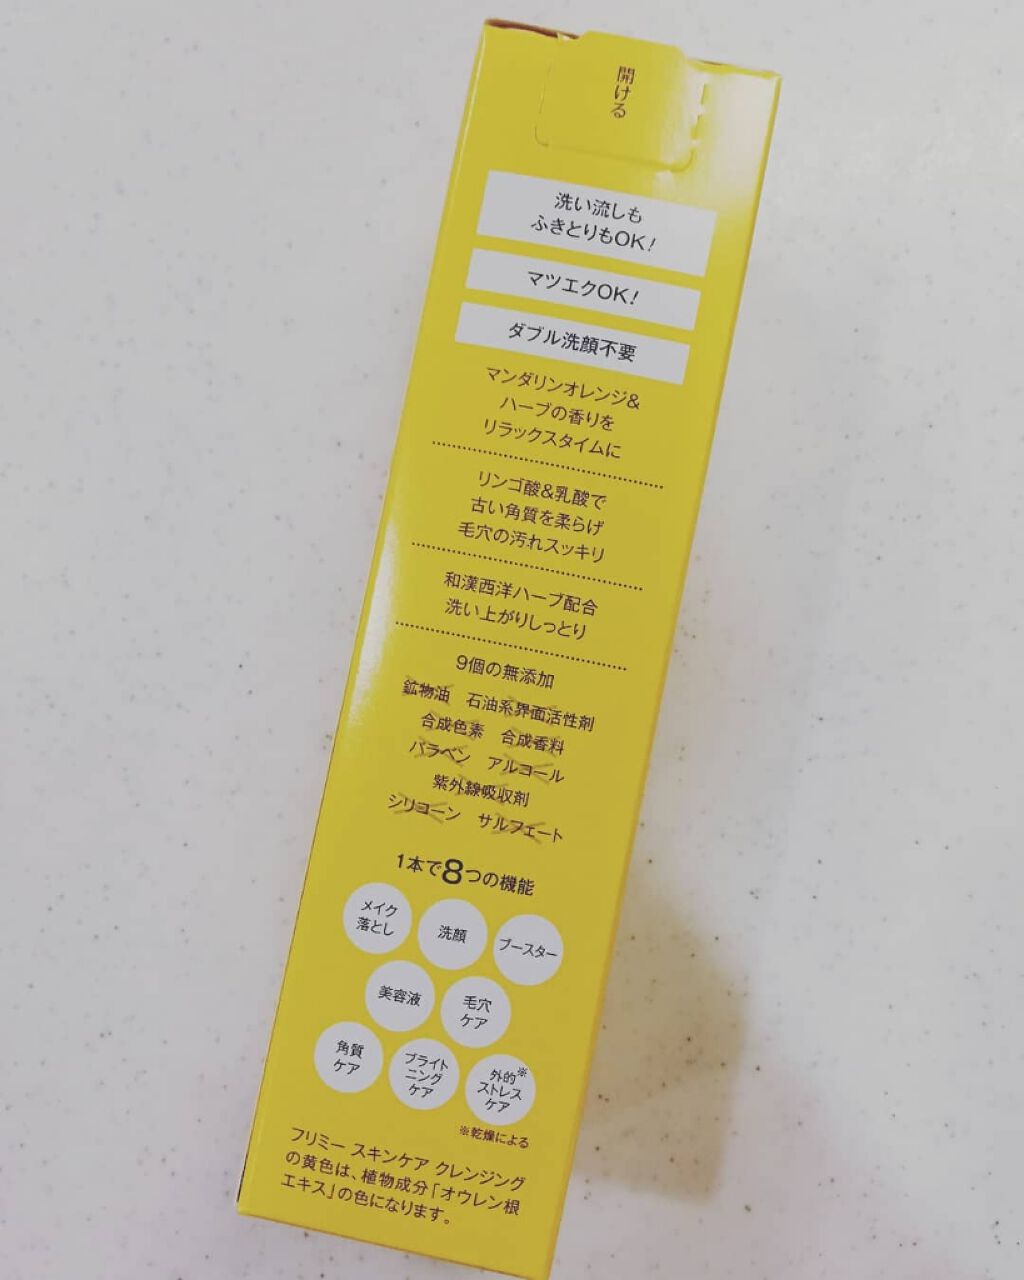 開ける
洗い流しも
ふきとりもOK!
マツエクOK!
ダブル洗顔不要
マンダリンオレンジ&
ハーブの香りを
リラックスタイムに
リンゴ酸&乳酸で
古い角質を柔らげ
毛穴の汚れスッキリ
和漢西洋ハーブ配合
洗い上がりしっとり
9個の無添加
鉱物油 石油系界面活性剤
合成色素 合成香料
パラベン アルコール
紫外線吸収剤
シリコーン サルフェート
1本で8つの機能
メイク
落とし
洗顔
ブースター
美容液
毛穴
ケア
角質
ケア
ブライト
ニング
ケア
外的※
ストレス
ケア
※乾燥による
フリミー スキンケア クレンジング
の黄色は、植物成分「オウレン根
エキス」の色になります。